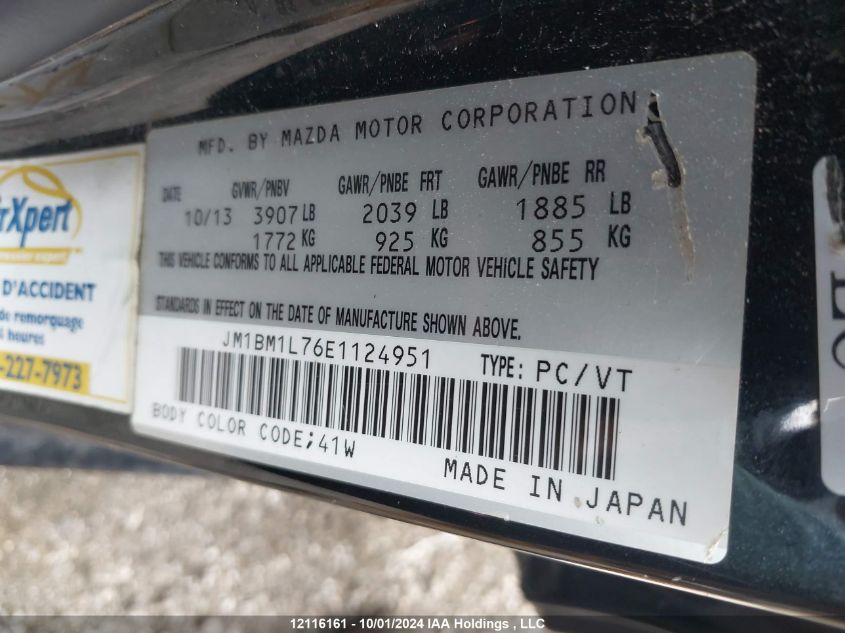 MFD. BY MAZDA MOTOR CORPORATION
DATE GVWR/PNBV GAWR/PNBE FRT GAWR/PNBE RR
10/13 3907 LB 2039 LB 1885 LB
1772 KG 925 KG 855 KG
THIS VEHICLE CONFORMS TO ALL APPLICABLE FEDERAL MOTOR VEHICLE SAFETY
STANDARDS IN EFFECT ON THE DATE OF MANUFACTURE SHOWN ABOVE.
JM1BM1L76E1124951 TYPE: PC/VT
BODY COLOR CODE;41W
MADE IN JAPAN
rXpert
D'ACCIDENT
de remorquage
heures
-227-7973
12116161 - 10/01/2024 IAA Holdings , LLC